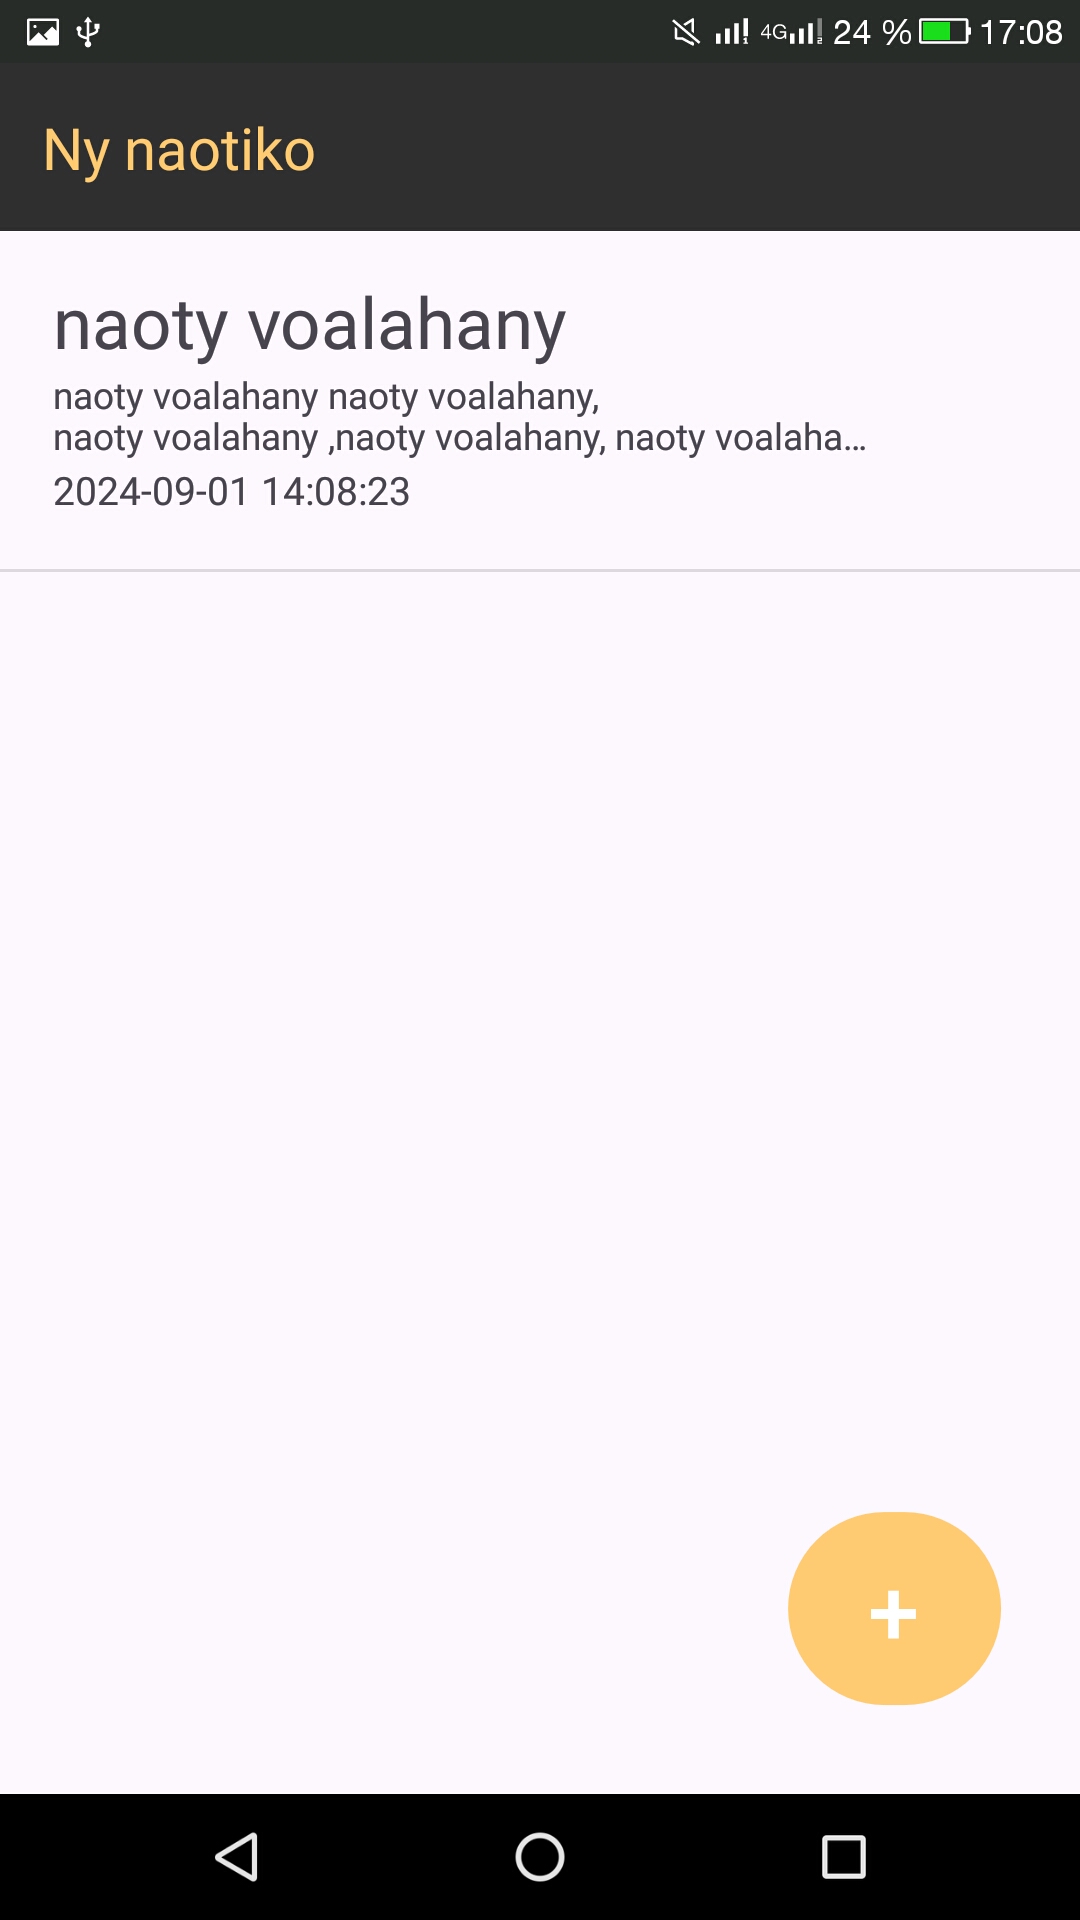 4G 24 % 17:08
Ny naotiko
naoty voalahany
naoty voalahany naoty voalahany,
naoty voalahany ,naoty voalahany, naoty voalaha...
2024-09-01 14:08:23
+